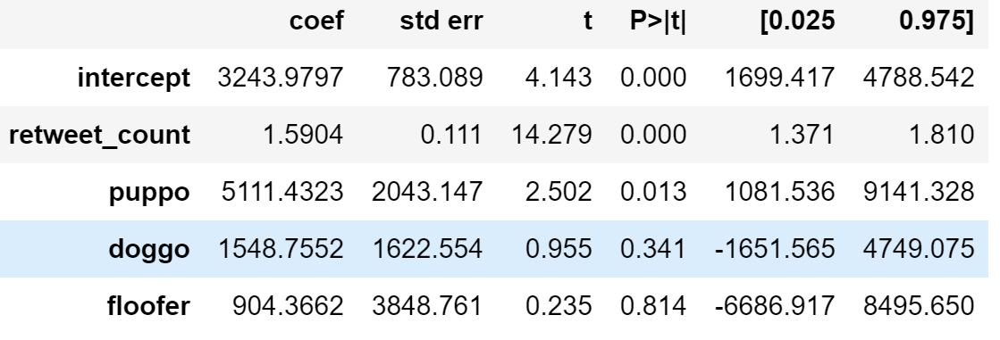 coef std err t P>|t| [0.025 0.975]
intercept 3243.9797 783.089 4.143 0.000 1699.417 4788.542
retweet_count 1.5904 0.111 14.279 0.000 1.371 1.810
puppo 5111.4323 2043.147 2.502 0.013 1081.536 9141.328
doggo 1548.7552 1622.554 0.955 0.341 -1651.565 4749.075
floofer 904.3662 3848.761 0.235 0.814 -6686.917 8495.650